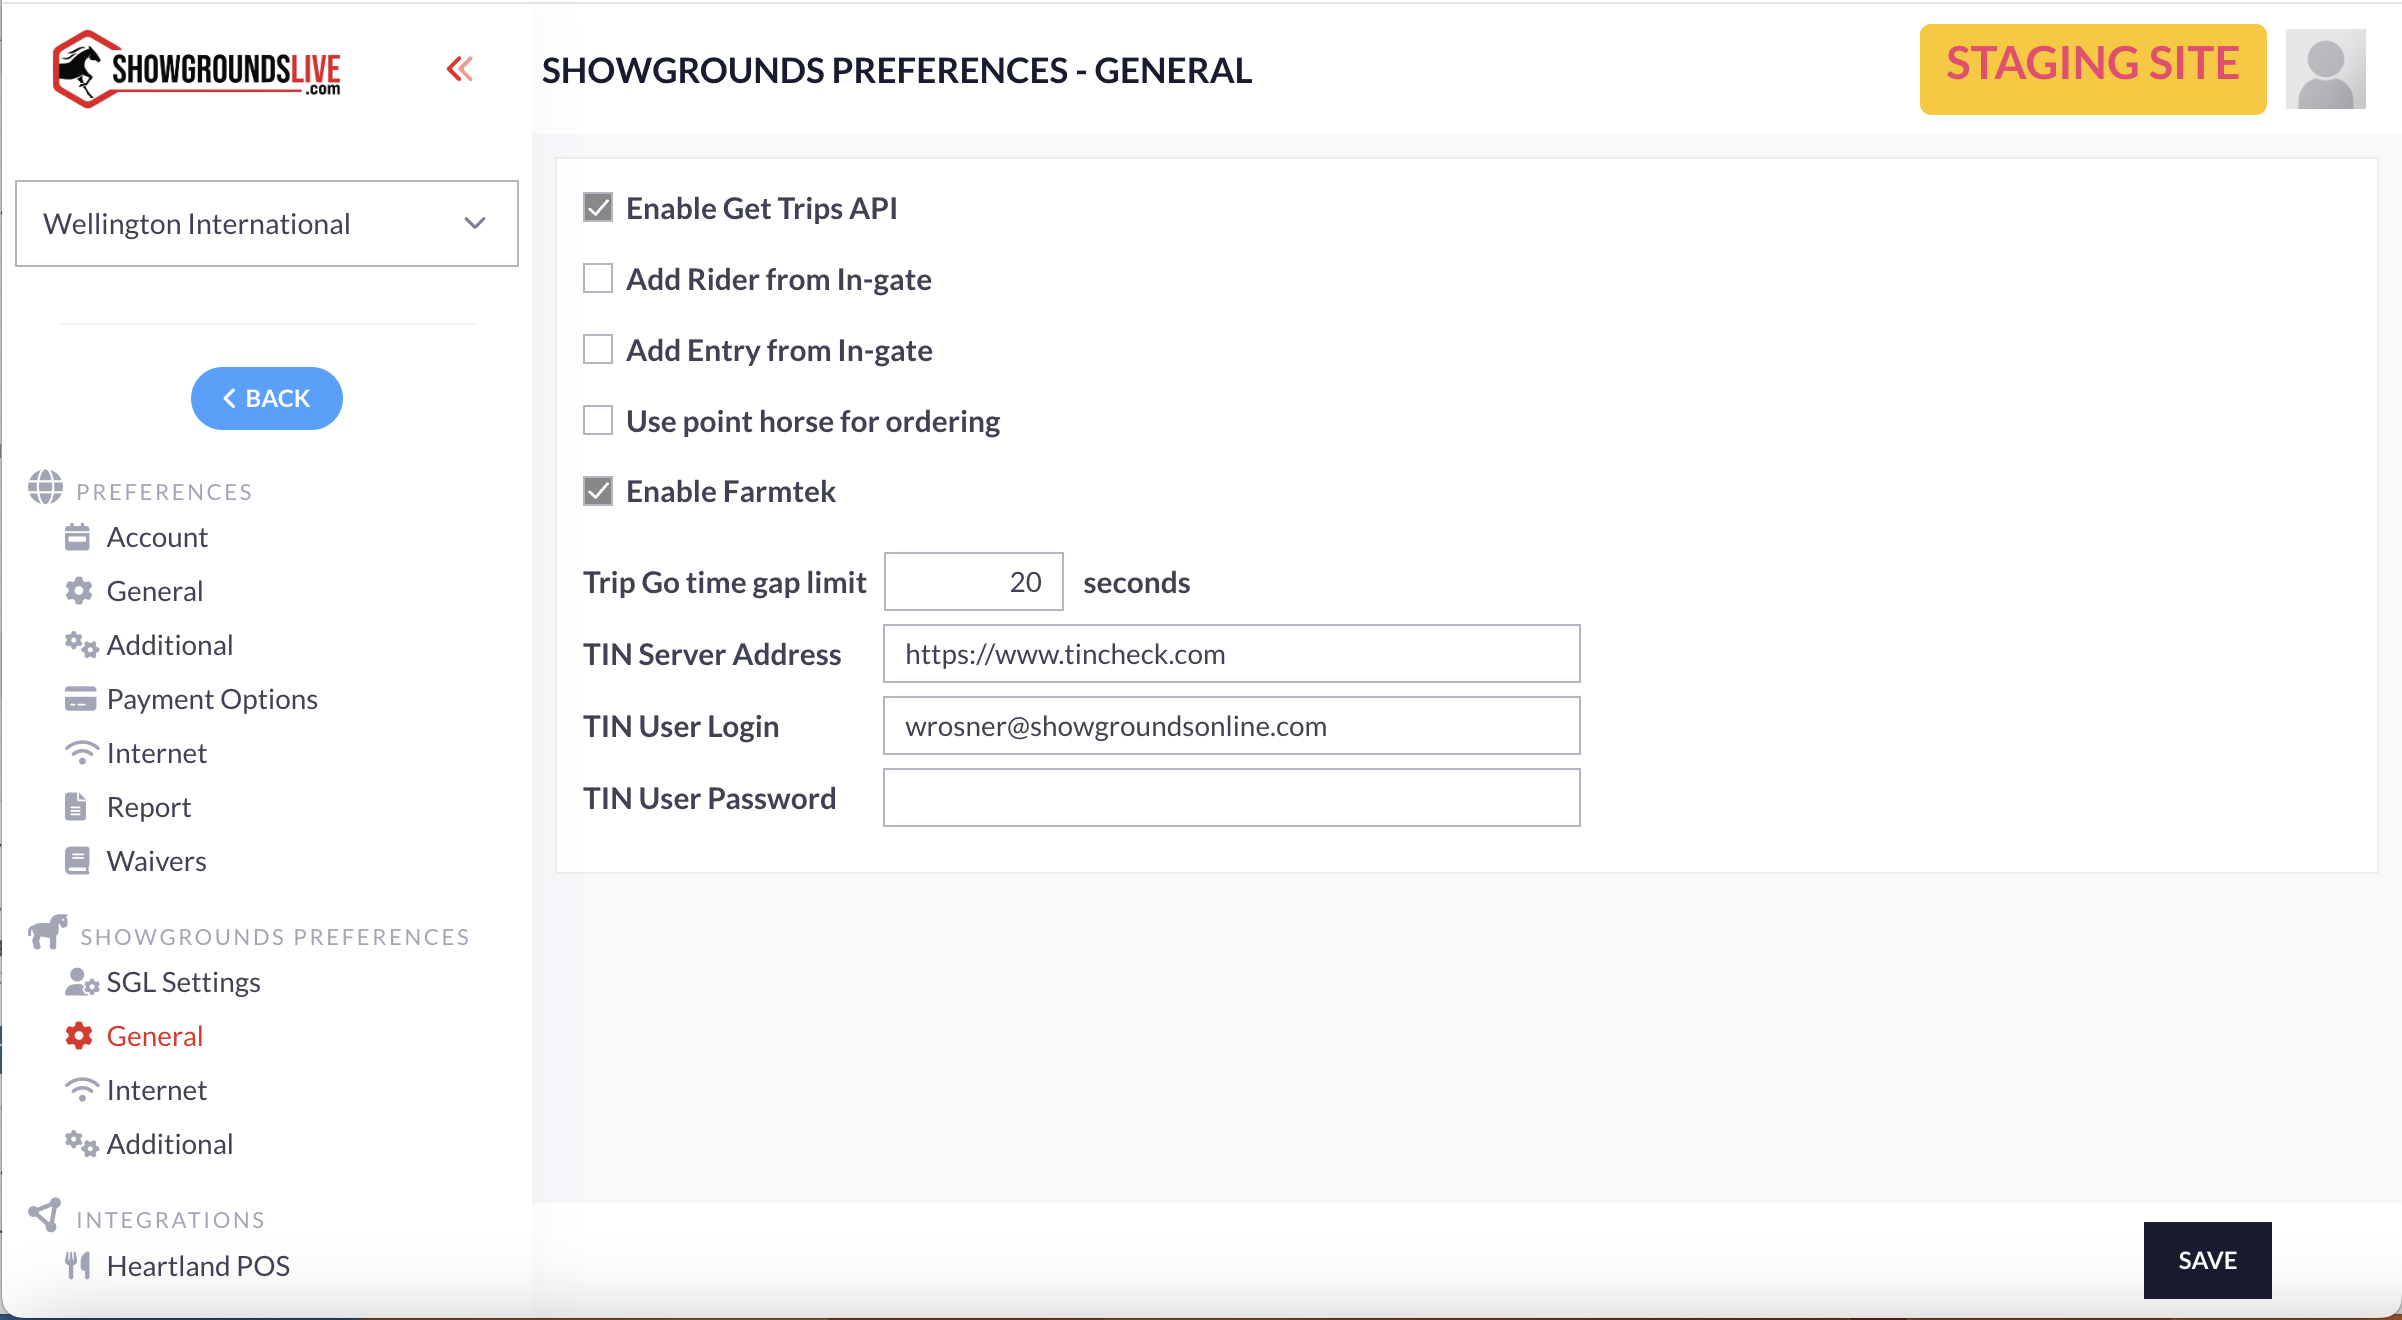 SHOWGROUNDSLIVE
.com
SHOWGROUNDS PREFERENCES - GENERAL
STAGING SITE
Wellington International
BACK
PREFERENCES
Account
General
Additional
Payment Options
Internet
Report
Waivers
SHOWGROUNDS PREFERENCES
SGL Settings
General
Internet
Additional
INTEGRATIONS
Heartland POS
Enable Get Trips API
Add Rider from In-gate
Add Entry from In-gate
Use point horse for ordering
Enable Farmtek
Trip Go time gap limit 20 seconds
TIN Server Address https://www.tincheck.com
TIN User Login wrosner@showgroundsonline.com
TIN User Password
SAVE